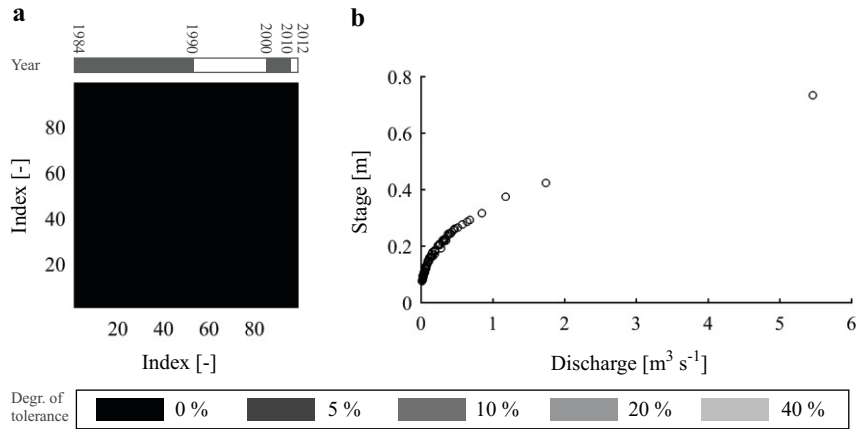 a
b
1984
1990
2000
2010
2012
Year
80
60
40
20
Index [-]
20 40 60 80
Index [-]
0.8
0.6
0.4
0.2
0
Stage [m]
0 1 2 3 4 5 6
Discharge [m³ s⁻¹]
Degr. of
tolerance
0 % 5 % 10 % 20 % 40 %